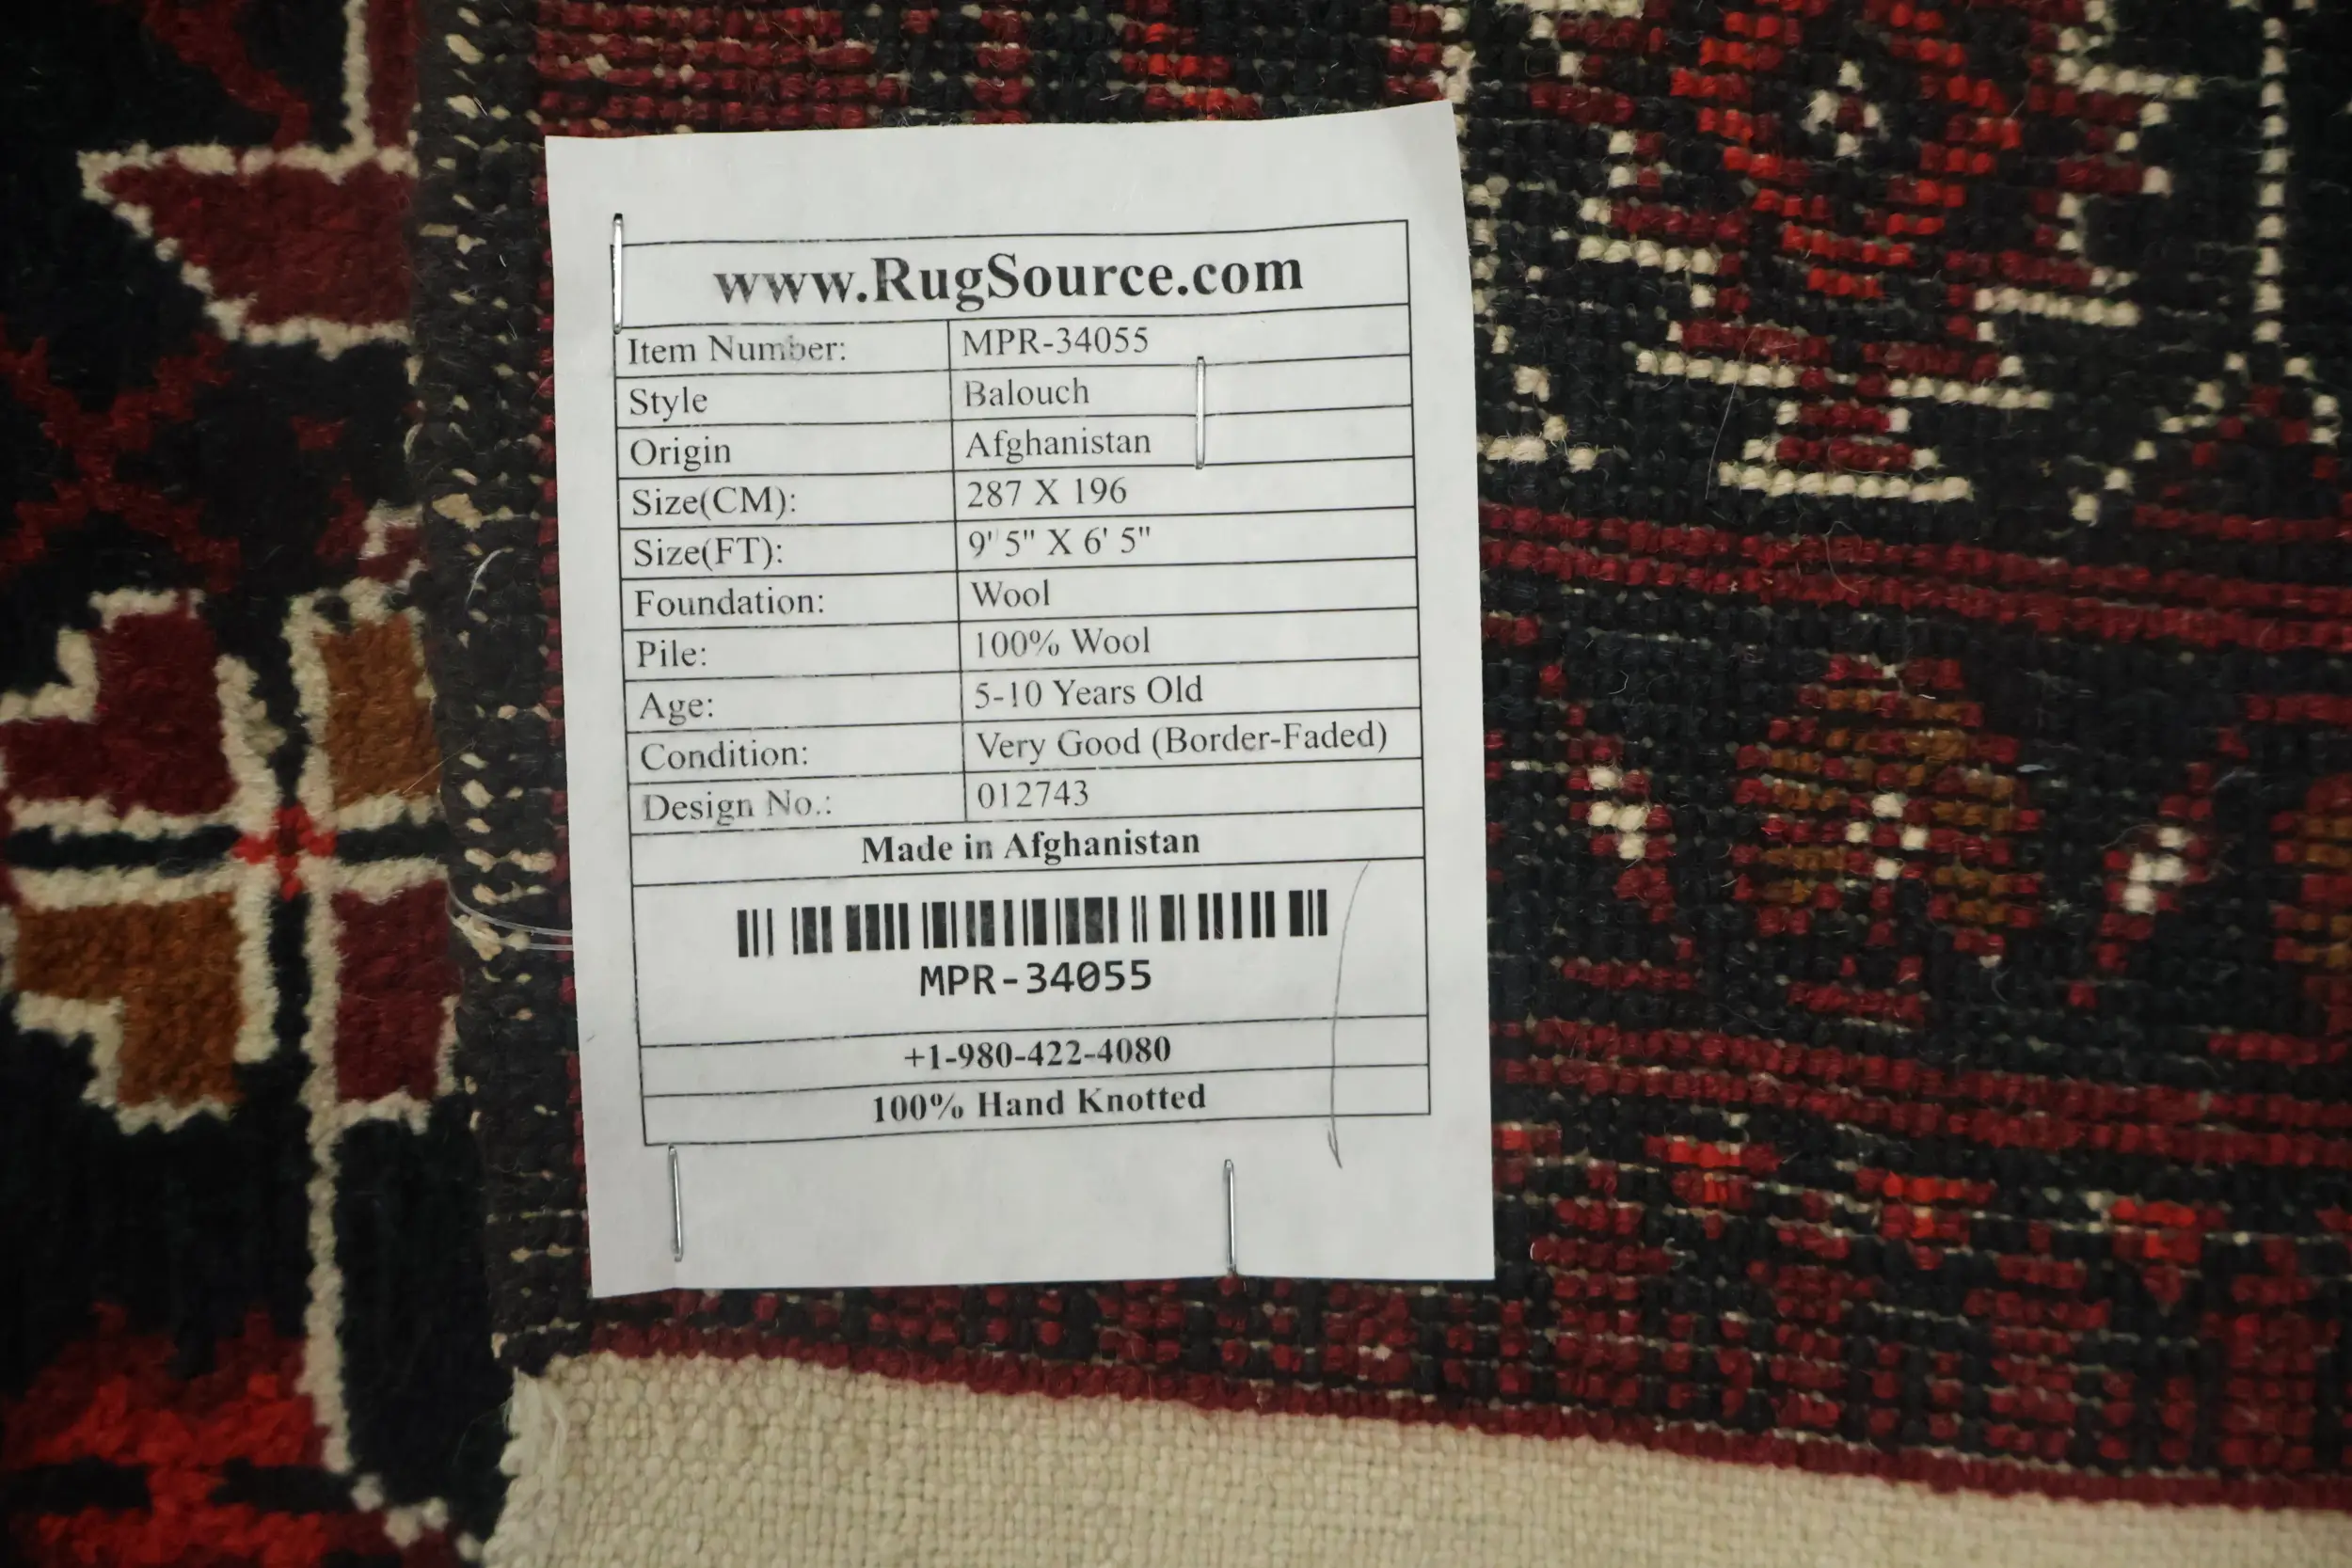 www.RugSource.com
Item Number: MPR-34055
Style Balouch
Origin Afghanistan
Size(CM): 287 X 196
Size(FT): 9' 5" X 6' 5"
Foundation: Wool
Pile: 100% Wool
Age: 5-10 Years Old
Condition: Very Good (Border-Faded)
Design No.: 012743
Made in Afghanistan
MPR-34055
+1-980-422-4080
100% Hand Knotted